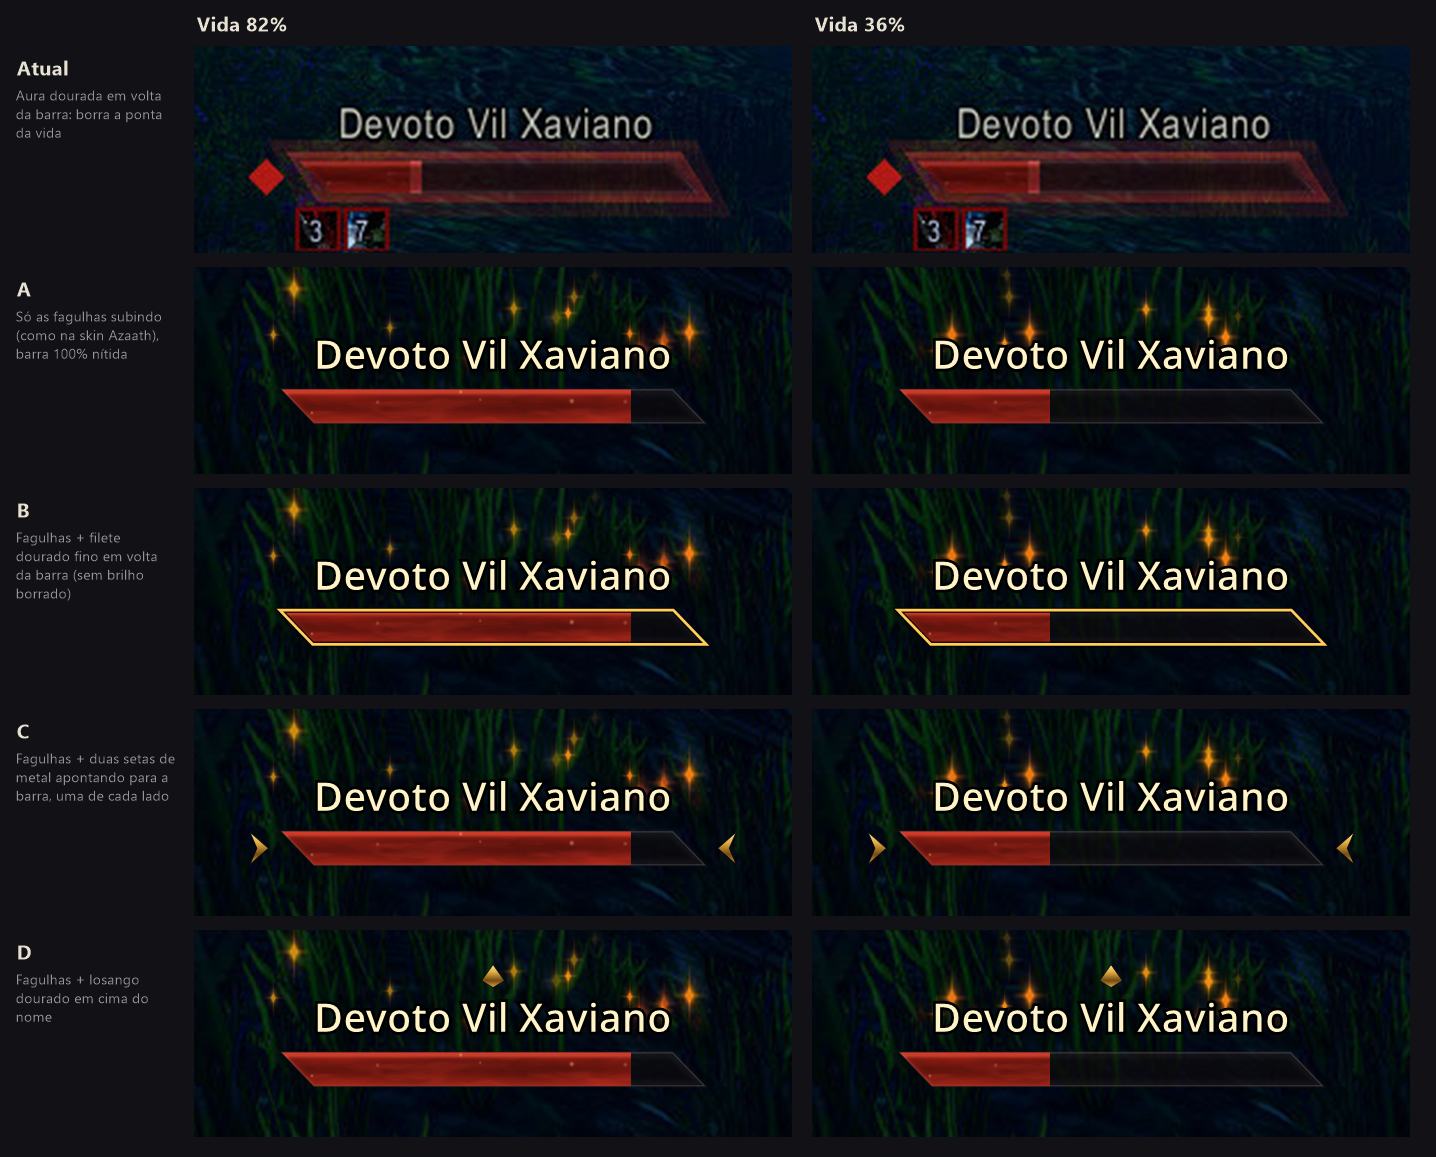 Vida 82%
Vida 36%
Atual
Aura dourada em volta
da barra: borra a ponta
da vida
Devoto Vil Xaviano
3 7
Devoto Vil Xaviano
3 7
A
Só as fagulhas subindo
(como na skin Azaath),
barra 100% nítida
Devoto Vil Xaviano
Devoto Vil Xaviano
B
Fagulhas + filete
dourado fino em volta
da barra (sem brilho
borrado)
Devoto Vil Xaviano
Devoto Vil Xaviano
C
Fagulhas + duas setas de
metal apontando para a
barra, uma de cada lado
Devoto Vil Xaviano
Devoto Vil Xaviano
D
Fagulhas + losango
dourado em cima do
nome
Devoto Vil Xaviano
Devoto Vil Xaviano